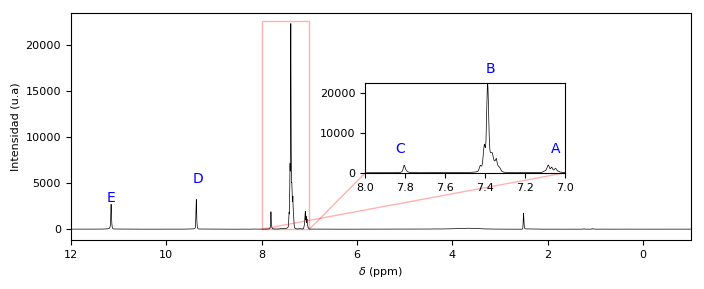 Intensidad (u.a)
20000
15000
10000
5000
0
E
D
B
C
A
20000
10000
0
8.0 7.8 7.6 7.4 7.2 7.0
12 10 8 6 4 2 0
δ (ppm)